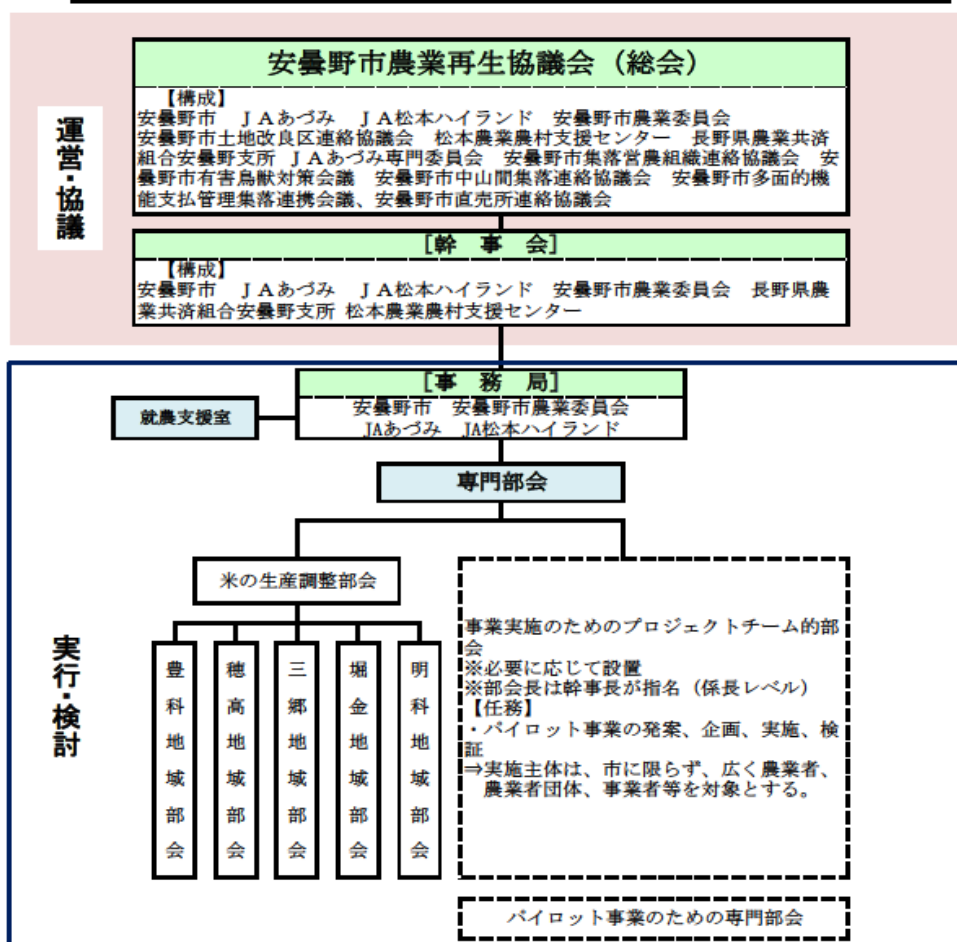 運営・協議
安曇野市農業再生協議会（総会）
【構成】
安曇野市　ＪＡあづみ　ＪＡ松本ハイランド　安曇野市農業委員会
安曇野市土地改良区連絡協議会　松本農業農村支援センター　長野県農業共済
組合安曇野支所　ＪＡあづみ専門委員会　安曇野市集落営農組織連絡協議会　安
曇野市有害鳥獣対策会議　安曇野市中山間集落連絡協議会　安曇野市多面的機
能支払管理集落連携会議、安曇野市直売所連絡協議会
［幹　事　会］
【構成】
安曇野市　ＪＡあづみ　ＪＡ松本ハイランド　安曇野市農業委員会　長野県農
業共済組合安曇野支所 松本農業農村支援センター
実行・検討
［事　務　局］
安曇野市　安曇野市農業委員会
JAあづみ　JA松本ハイランド
就農支援室
専門部会
米の生産調整部会
豊科地域部会
穂高地域部会
三郷地域部会
堀金地域部会
明科地域部会
事業実施のためのプロジェクトチーム的部
会
※必要に応じて設置
※部会長は幹事長が指名（係長レベル）
【任務】
・パイロット事業の発案、企画、実施、検
証
⇒実施主体は、市に限らず、広く農業者、
農業者団体、事業者等を対象とする。
パイロット事業のための専門部会